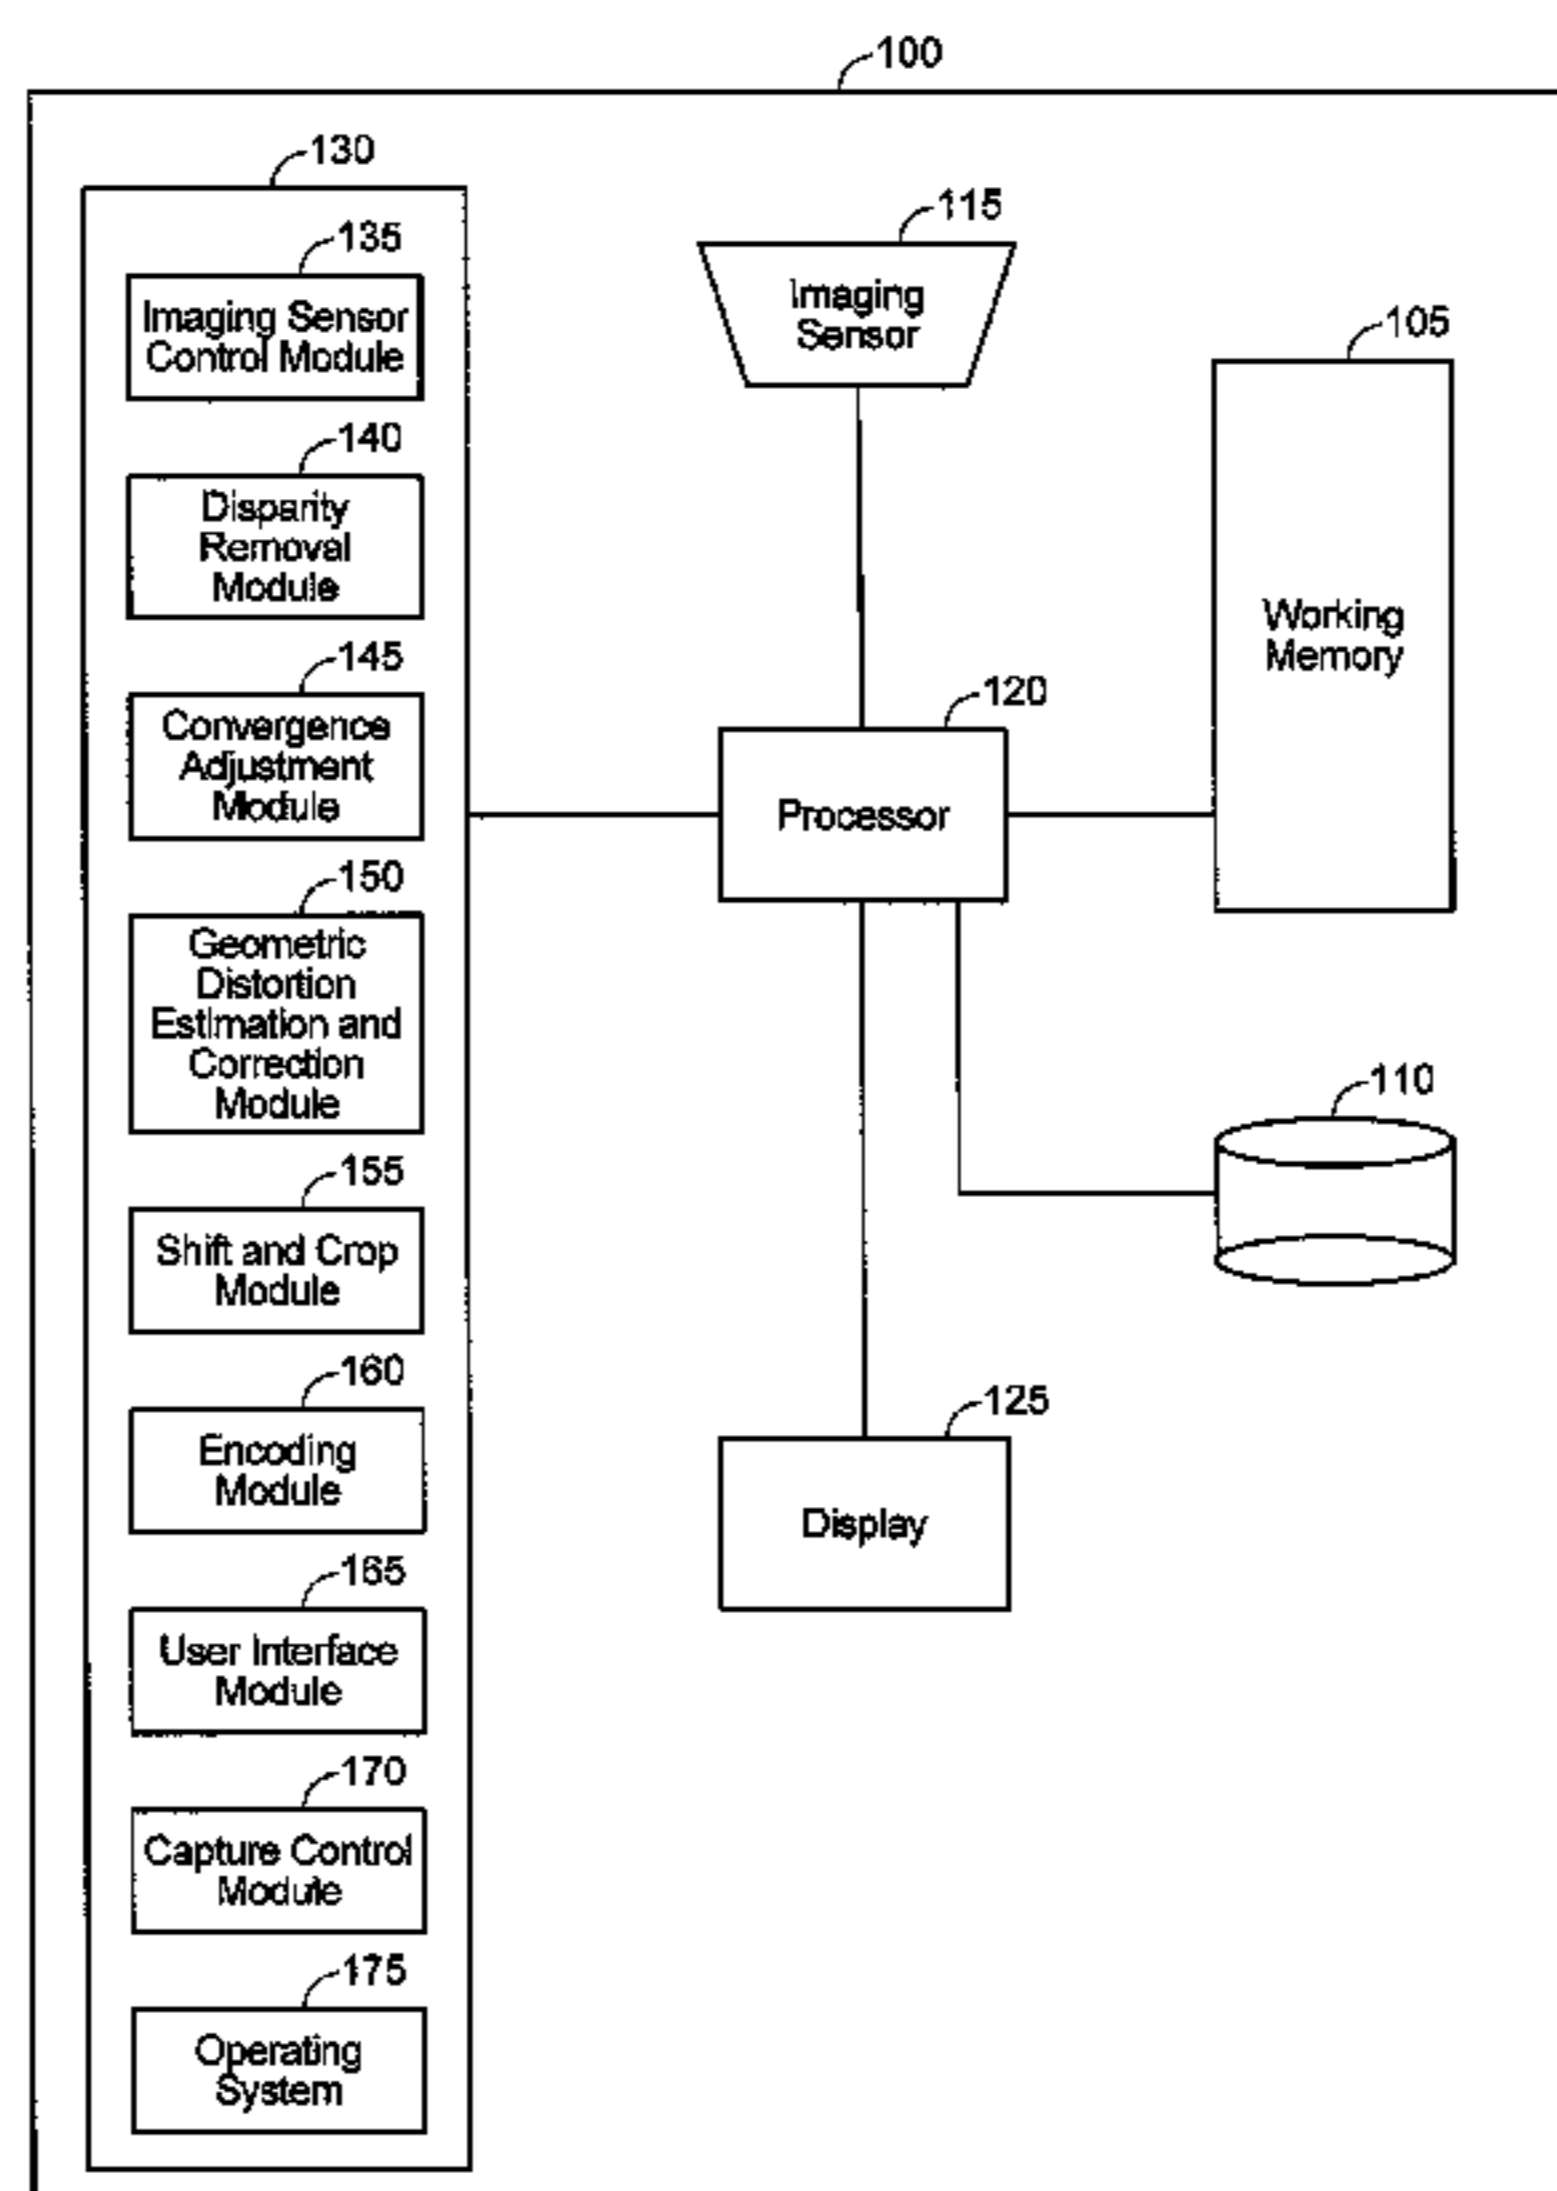 100
130
135
Imaging Sensor
Control Module
140
Disparity
Removal
Module
145
Convergence
Adjustment
Module
150
Geometric
Distortion
Estimation and
Correction
Module
155
Shift and Crop
Module
160
Encoding
Module
165
User Interface
Module
170
Capture Control
Module
175
Operating
System
115
Imaging
Sensor
120
Processor
105
Working
Memory
110
125
Display